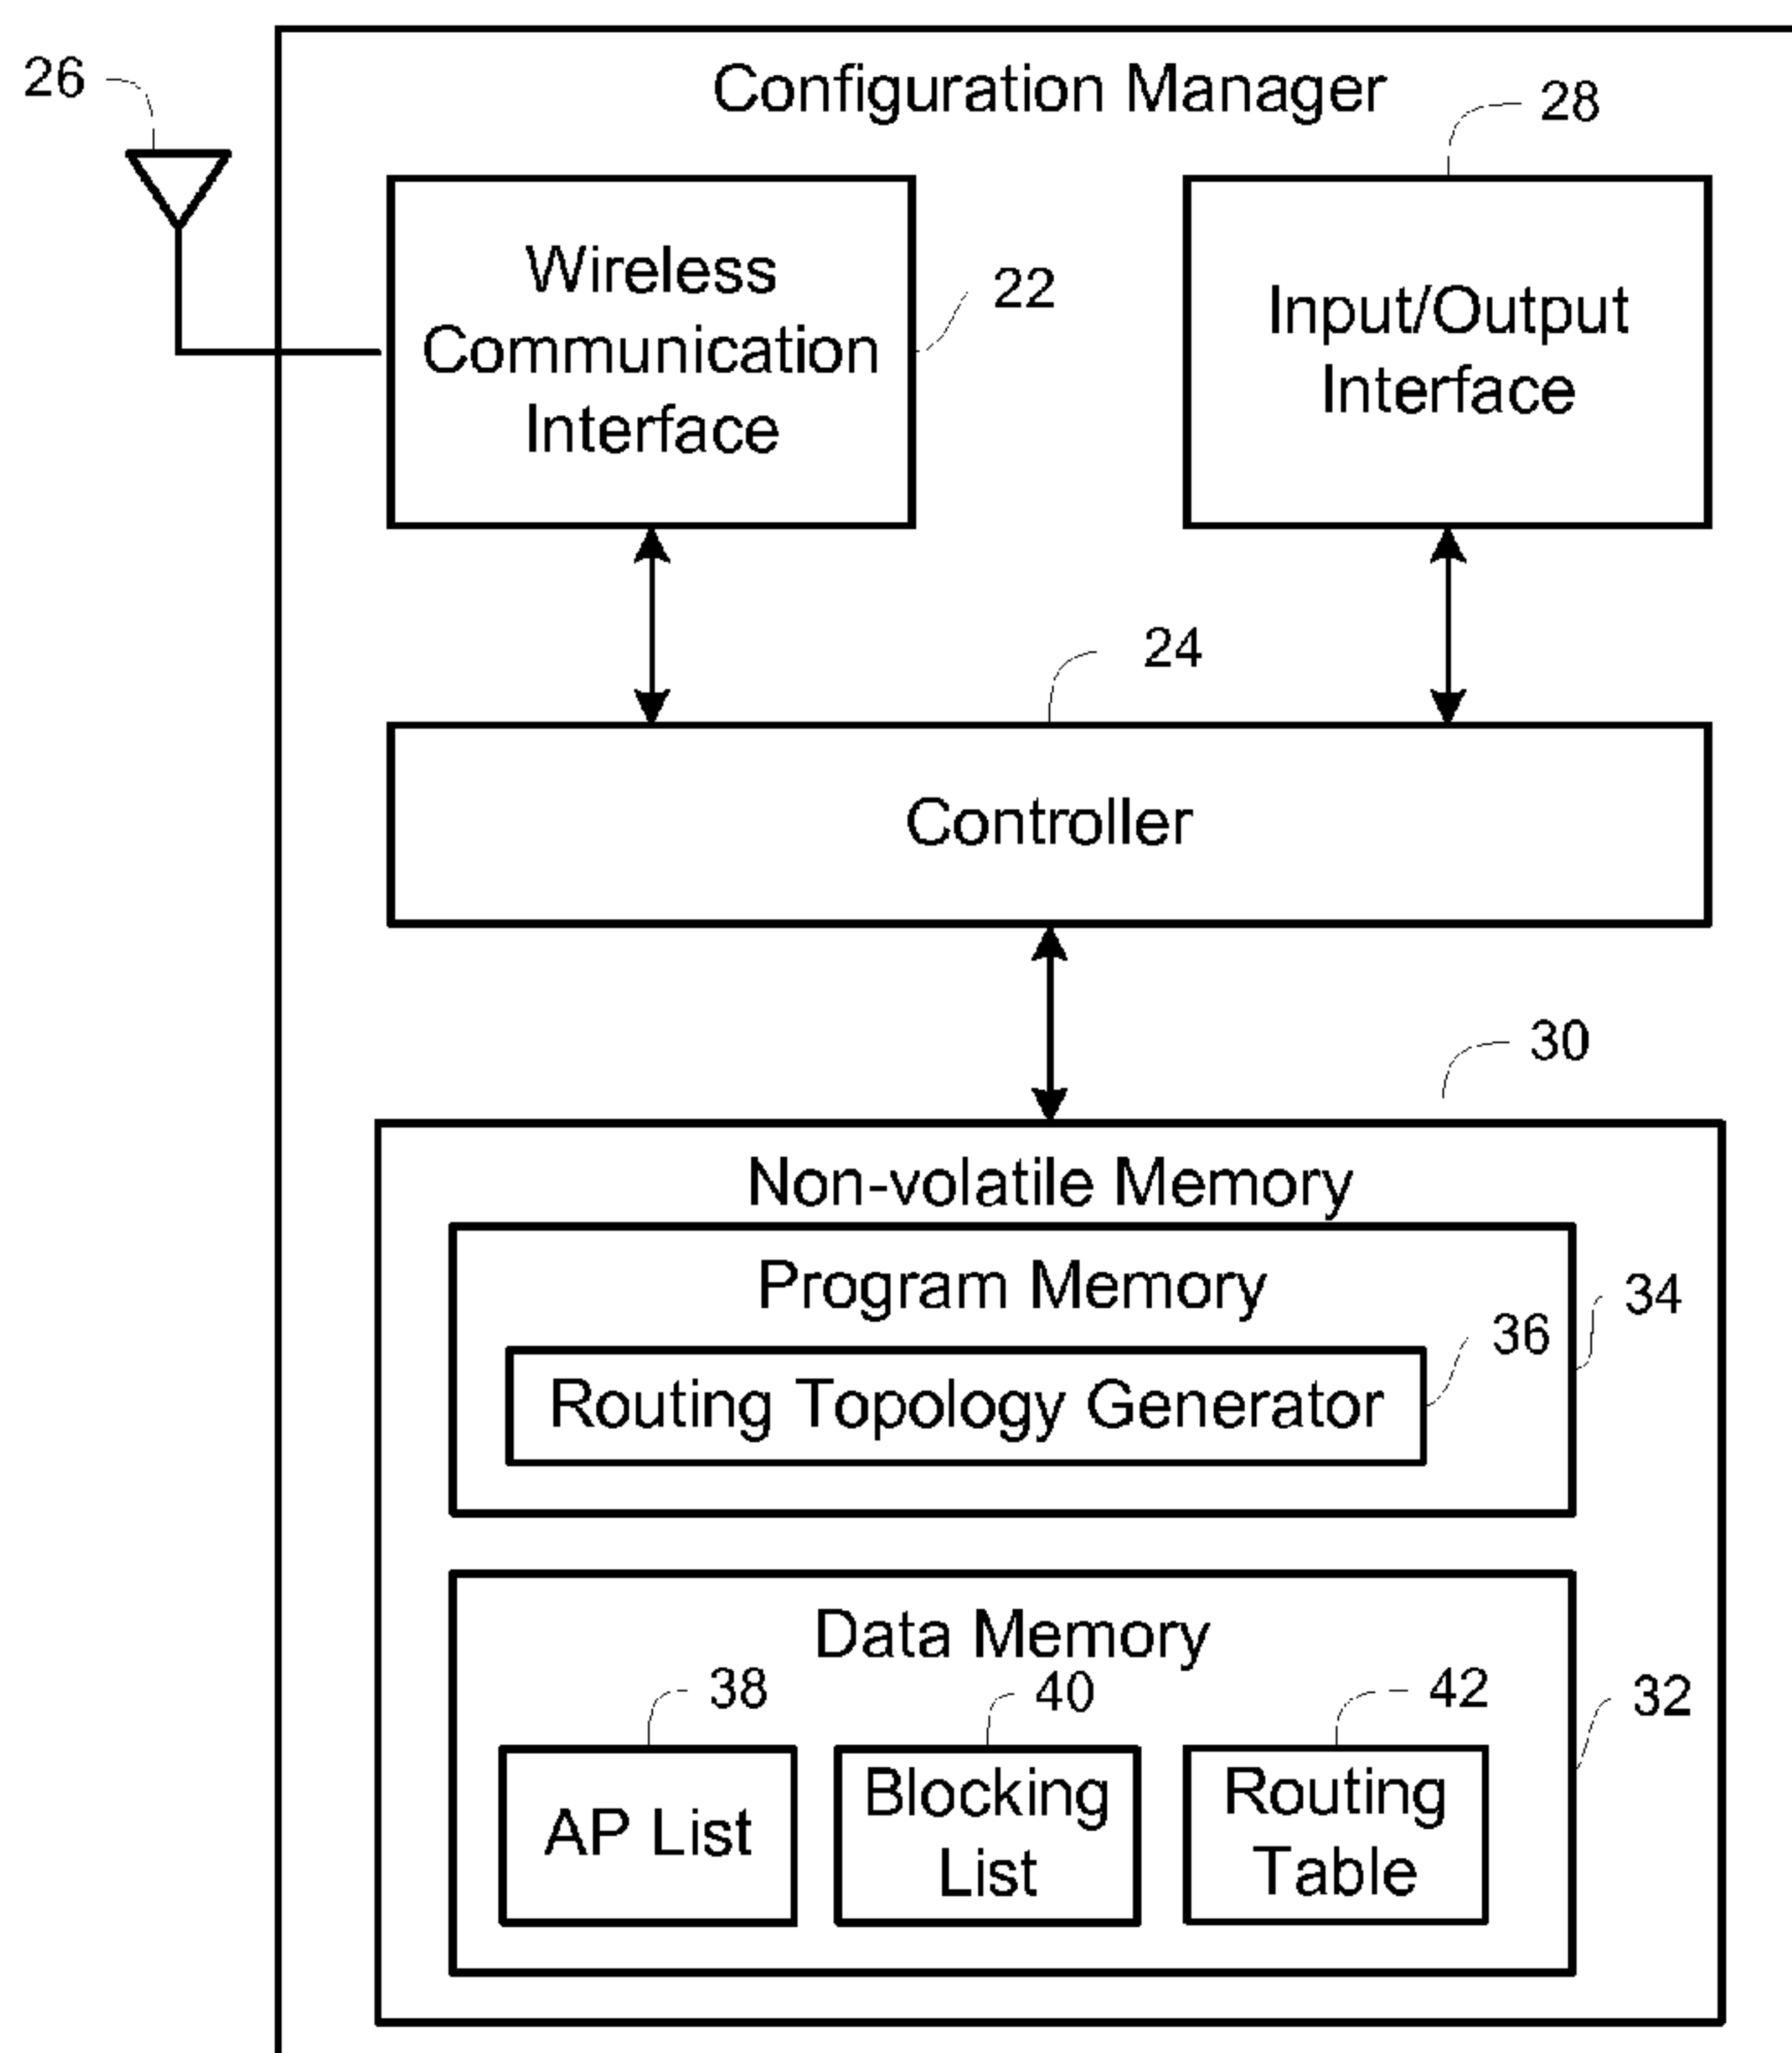 26
Configuration Manager
28
Wireless
Communication
Interface
22
Input/Output
Interface
24
Controller
30
Non-volatile Memory
Program Memory
34
36
Routing Topology Generator
Data Memory
38
40
42
32
AP List
Blocking
List
Routing
Table